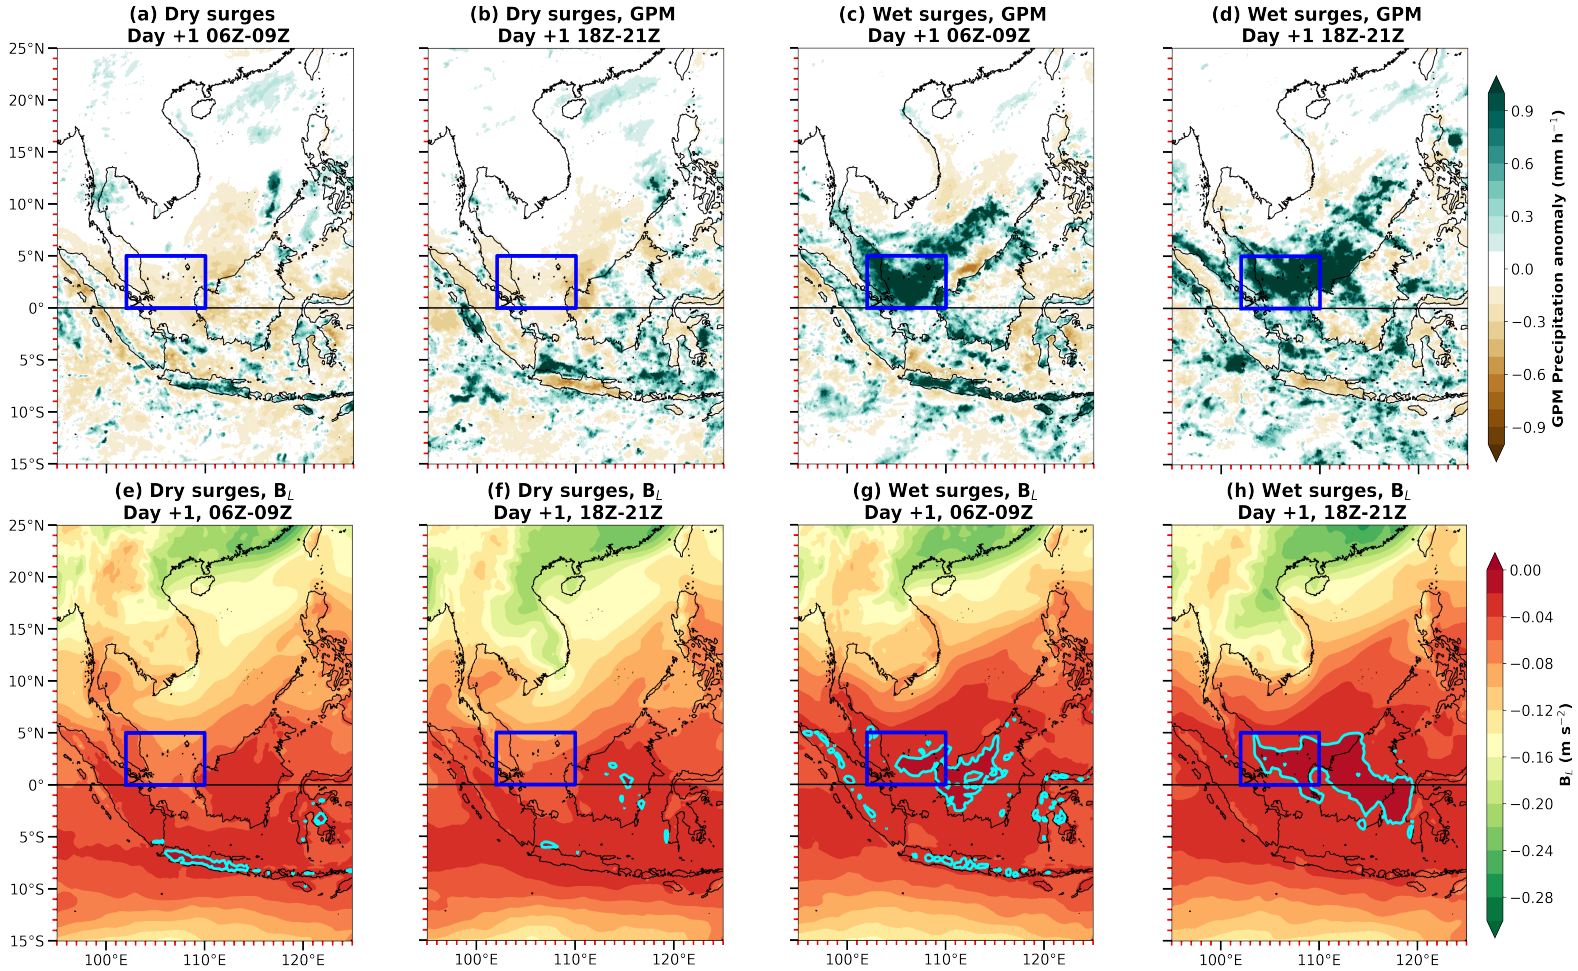 (a) Dry surges
Day +1 06Z-09Z
(b) Dry surges, GPM
Day +1 18Z-21Z
(c) Wet surges, GPM
Day +1 06Z-09Z
(d) Wet surges, GPM
Day +1 18Z-21Z
25°N
20°N
15°N
10°N
5°N
0°
5°S
10°S
15°S
0.9
0.6
0.3
0.0
−0.3
−0.6
−0.9
GPM Precipitation anomaly (mm h⁻¹)
(e) Dry surges, B_L
Day +1, 06Z-09Z
(f) Dry surges, B_L
Day +1, 18Z-21Z
(g) Wet surges, B_L
Day +1, 06Z-09Z
(h) Wet surges, B_L
Day +1, 18Z-21Z
25°N
20°N
15°N
10°N
5°N
0°
5°S
10°S
15°S
100°E 110°E 120°E
100°E 110°E 120°E
100°E 110°E 120°E
100°E 110°E 120°E
0.00
−0.04
−0.08
−0.12
−0.16
−0.20
−0.24
−0.28
B_L (m s⁻²)